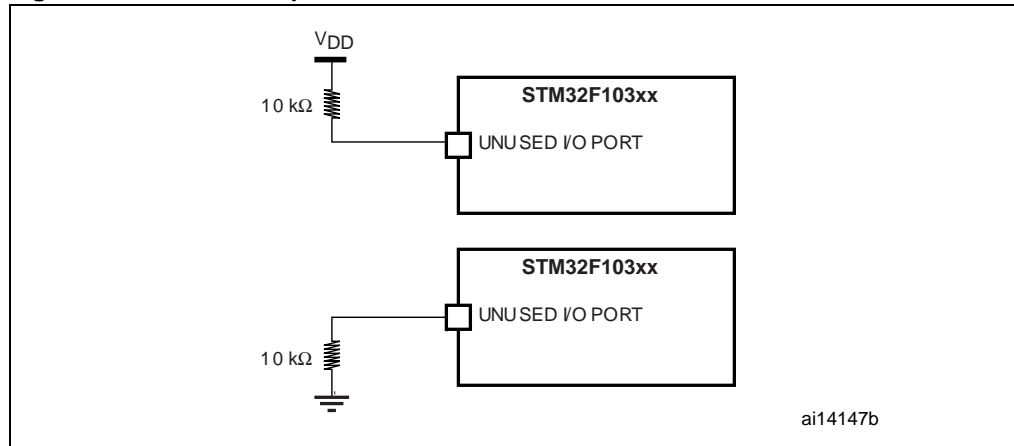 VDD
10 kΩ
STM32F103xx
UNUSED I/O PORT
STM32F103xx
UNUSED I/O PORT
10 kΩ
ai14147b